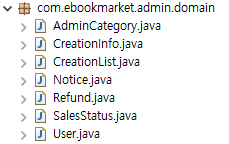 com.ebookmarket.admin.domain
AdminCategory.java
CreationInfo.java
CreationList.java
Notice.java
Refund.java
SalesStatus.java
User.java